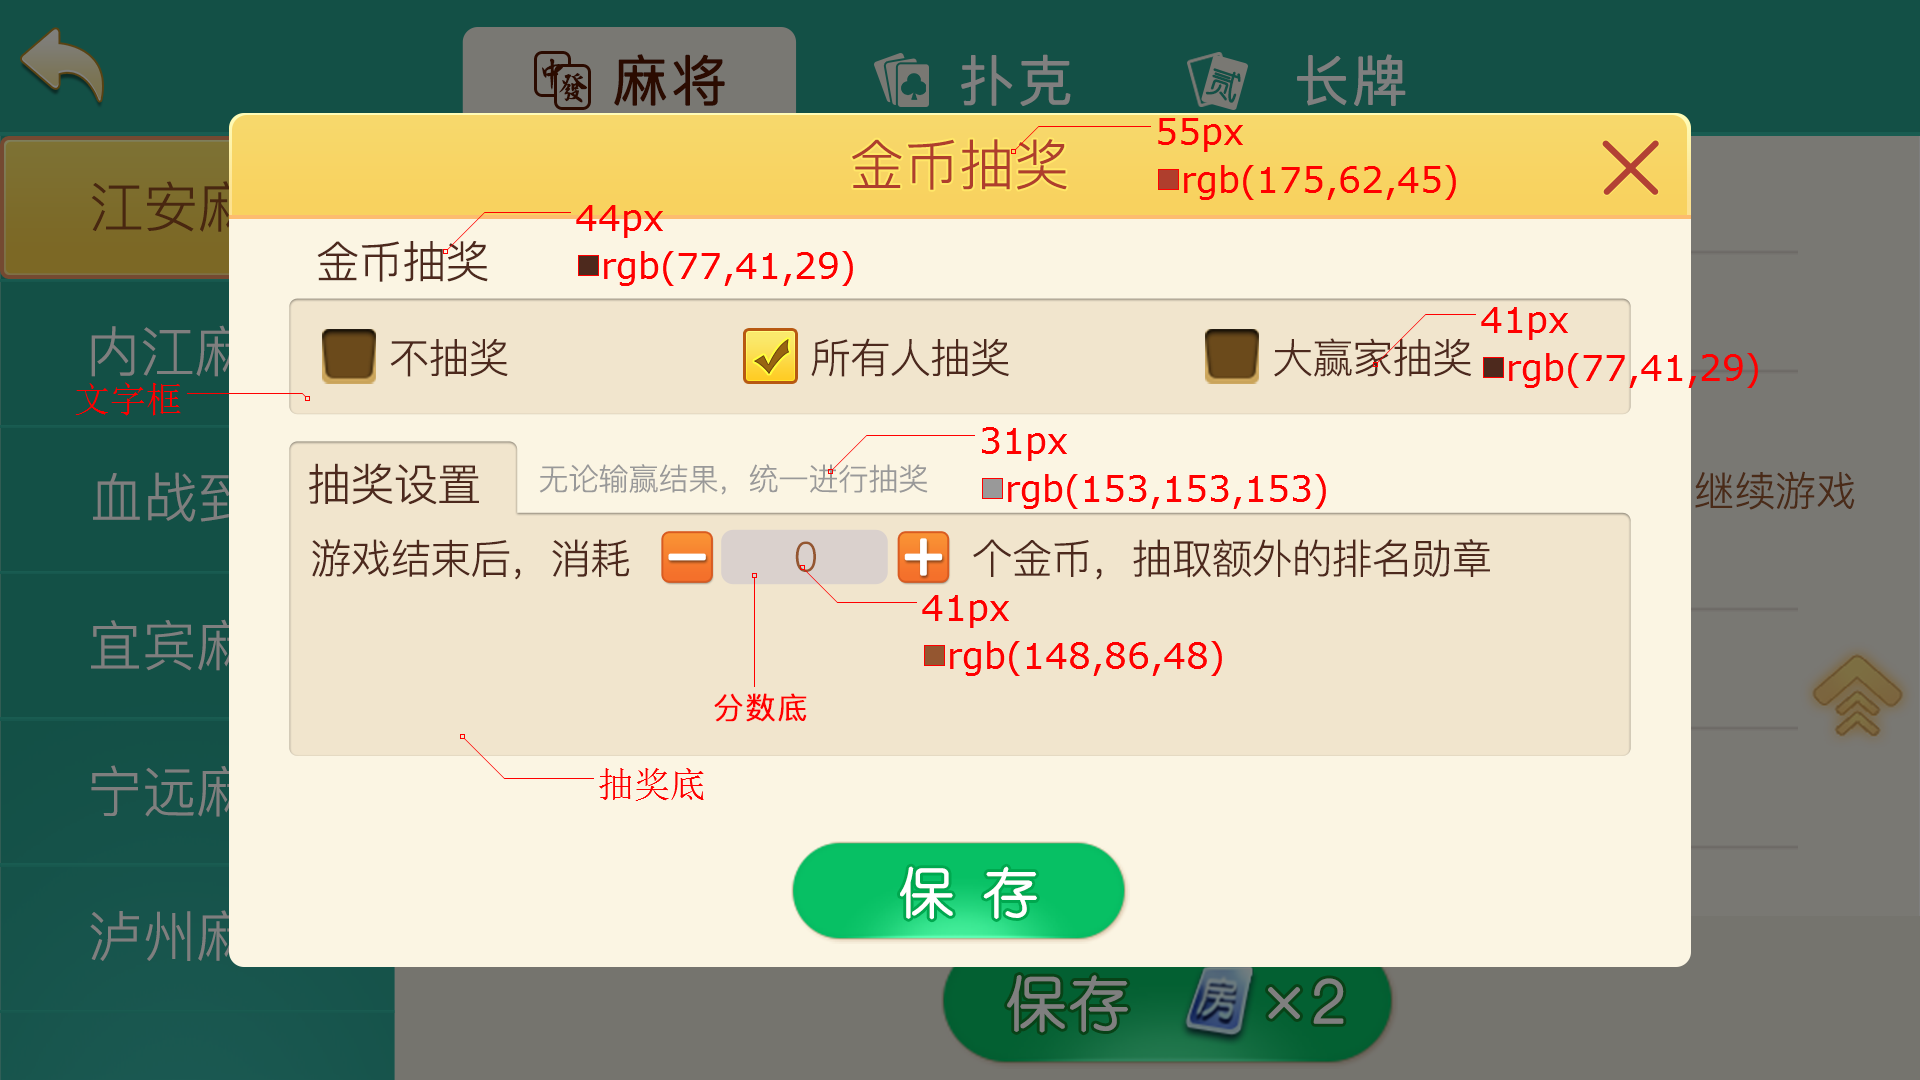 麻将
扑克
长牌
金币抽奖
55px
rgb(175,62,45)
江安麻
44px
金币抽奖
rgb(77,41,29)
41px
内江麻
不抽奖
所有人抽奖
大赢家抽奖
rgb(77,41,29)
文字框
31px
血战到
抽奖设置
无论输赢结果，统一进行抽奖
rgb(153,153,153)
继续游戏
游戏结束后，消耗
0
个金币，抽取额外的排名勋章
41px
宜宾麻
rgb(148,86,48)
分数底
宁远麻
抽奖底
保 存
泸州麻
保存 房 ×2
中
發
贰